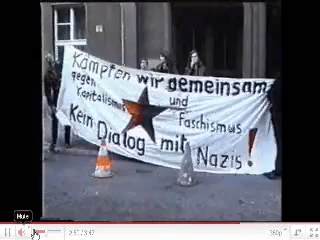 Kämpfen wir gemeinsam
gegen Kapitalismus und Faschismus
Kein Dialog mit Nazis!
Mute
360p